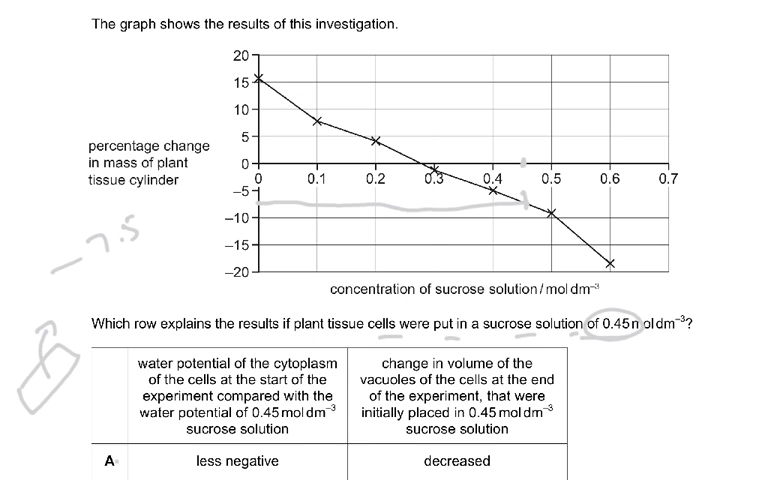 The graph shows the results of this investigation.
20
15
10
5
0
−5
−10
−15
−20
percentage change
in mass of plant
tissue cylinder
0 0.1 0.2 0.3 0.4 0.5 0.6 0.7
concentration of sucrose solution / mol dm⁻³
−7.5
Which row explains the results if plant tissue cells were put in a sucrose solution of 0.45 mol dm⁻³?
water potential of the cytoplasm
of the cells at the start of the
experiment compared with the
water potential of 0.45 mol dm⁻³
sucrose solution
change in volume of the
vacuoles of the cells at the end
of the experiment, that were
initially placed in 0.45 mol dm⁻³
sucrose solution
A less negative decreased